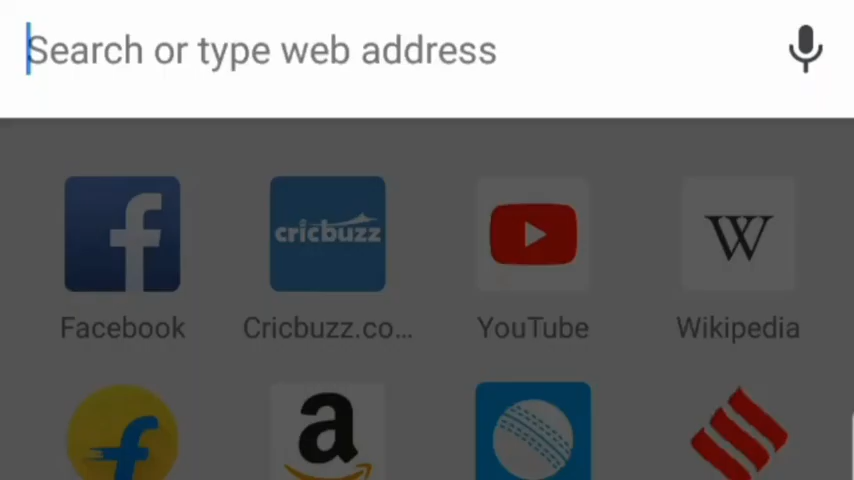 Search or type web address
cricbuzz
W
Facebook
Cricbuzz.co...
YouTube
Wikipedia
f
a